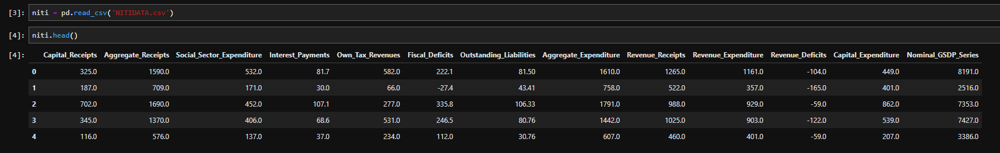 [3]: niti = pd.read_csv('NITIDATA.csv')
[4]: niti.head()
[4]: Capital_Receipts Aggregate_Receipts Social_Sector_Expenditure Interest_Payments Own_Tax_Revenues Fiscal_Deficits Outstanding_Liabilities Aggregate_Expenditure Revenue_Receipts Revenue_Expenditure Revenue_Deficits Capital_Expenditure Nominal_GSDP_Series
0 325.0 1590.0 532.0 81.7 582.0 222.1 81.50 1610.0 1265.0 1161.0 -104.0 449.0 8191.0
1 187.0 709.0 171.0 30.0 66.0 -27.4 43.41 758.0 522.0 357.0 -165.0 401.0 2516.0
2 702.0 1690.0 452.0 107.1 277.0 335.8 106.33 1791.0 988.0 929.0 -59.0 862.0 7353.0
3 345.0 1370.0 406.0 68.6 531.0 246.5 80.76 1442.0 1025.0 903.0 -122.0 539.0 7427.0
4 116.0 576.0 137.0 37.0 234.0 112.0 30.76 607.0 460.0 401.0 -59.0 207.0 3386.0